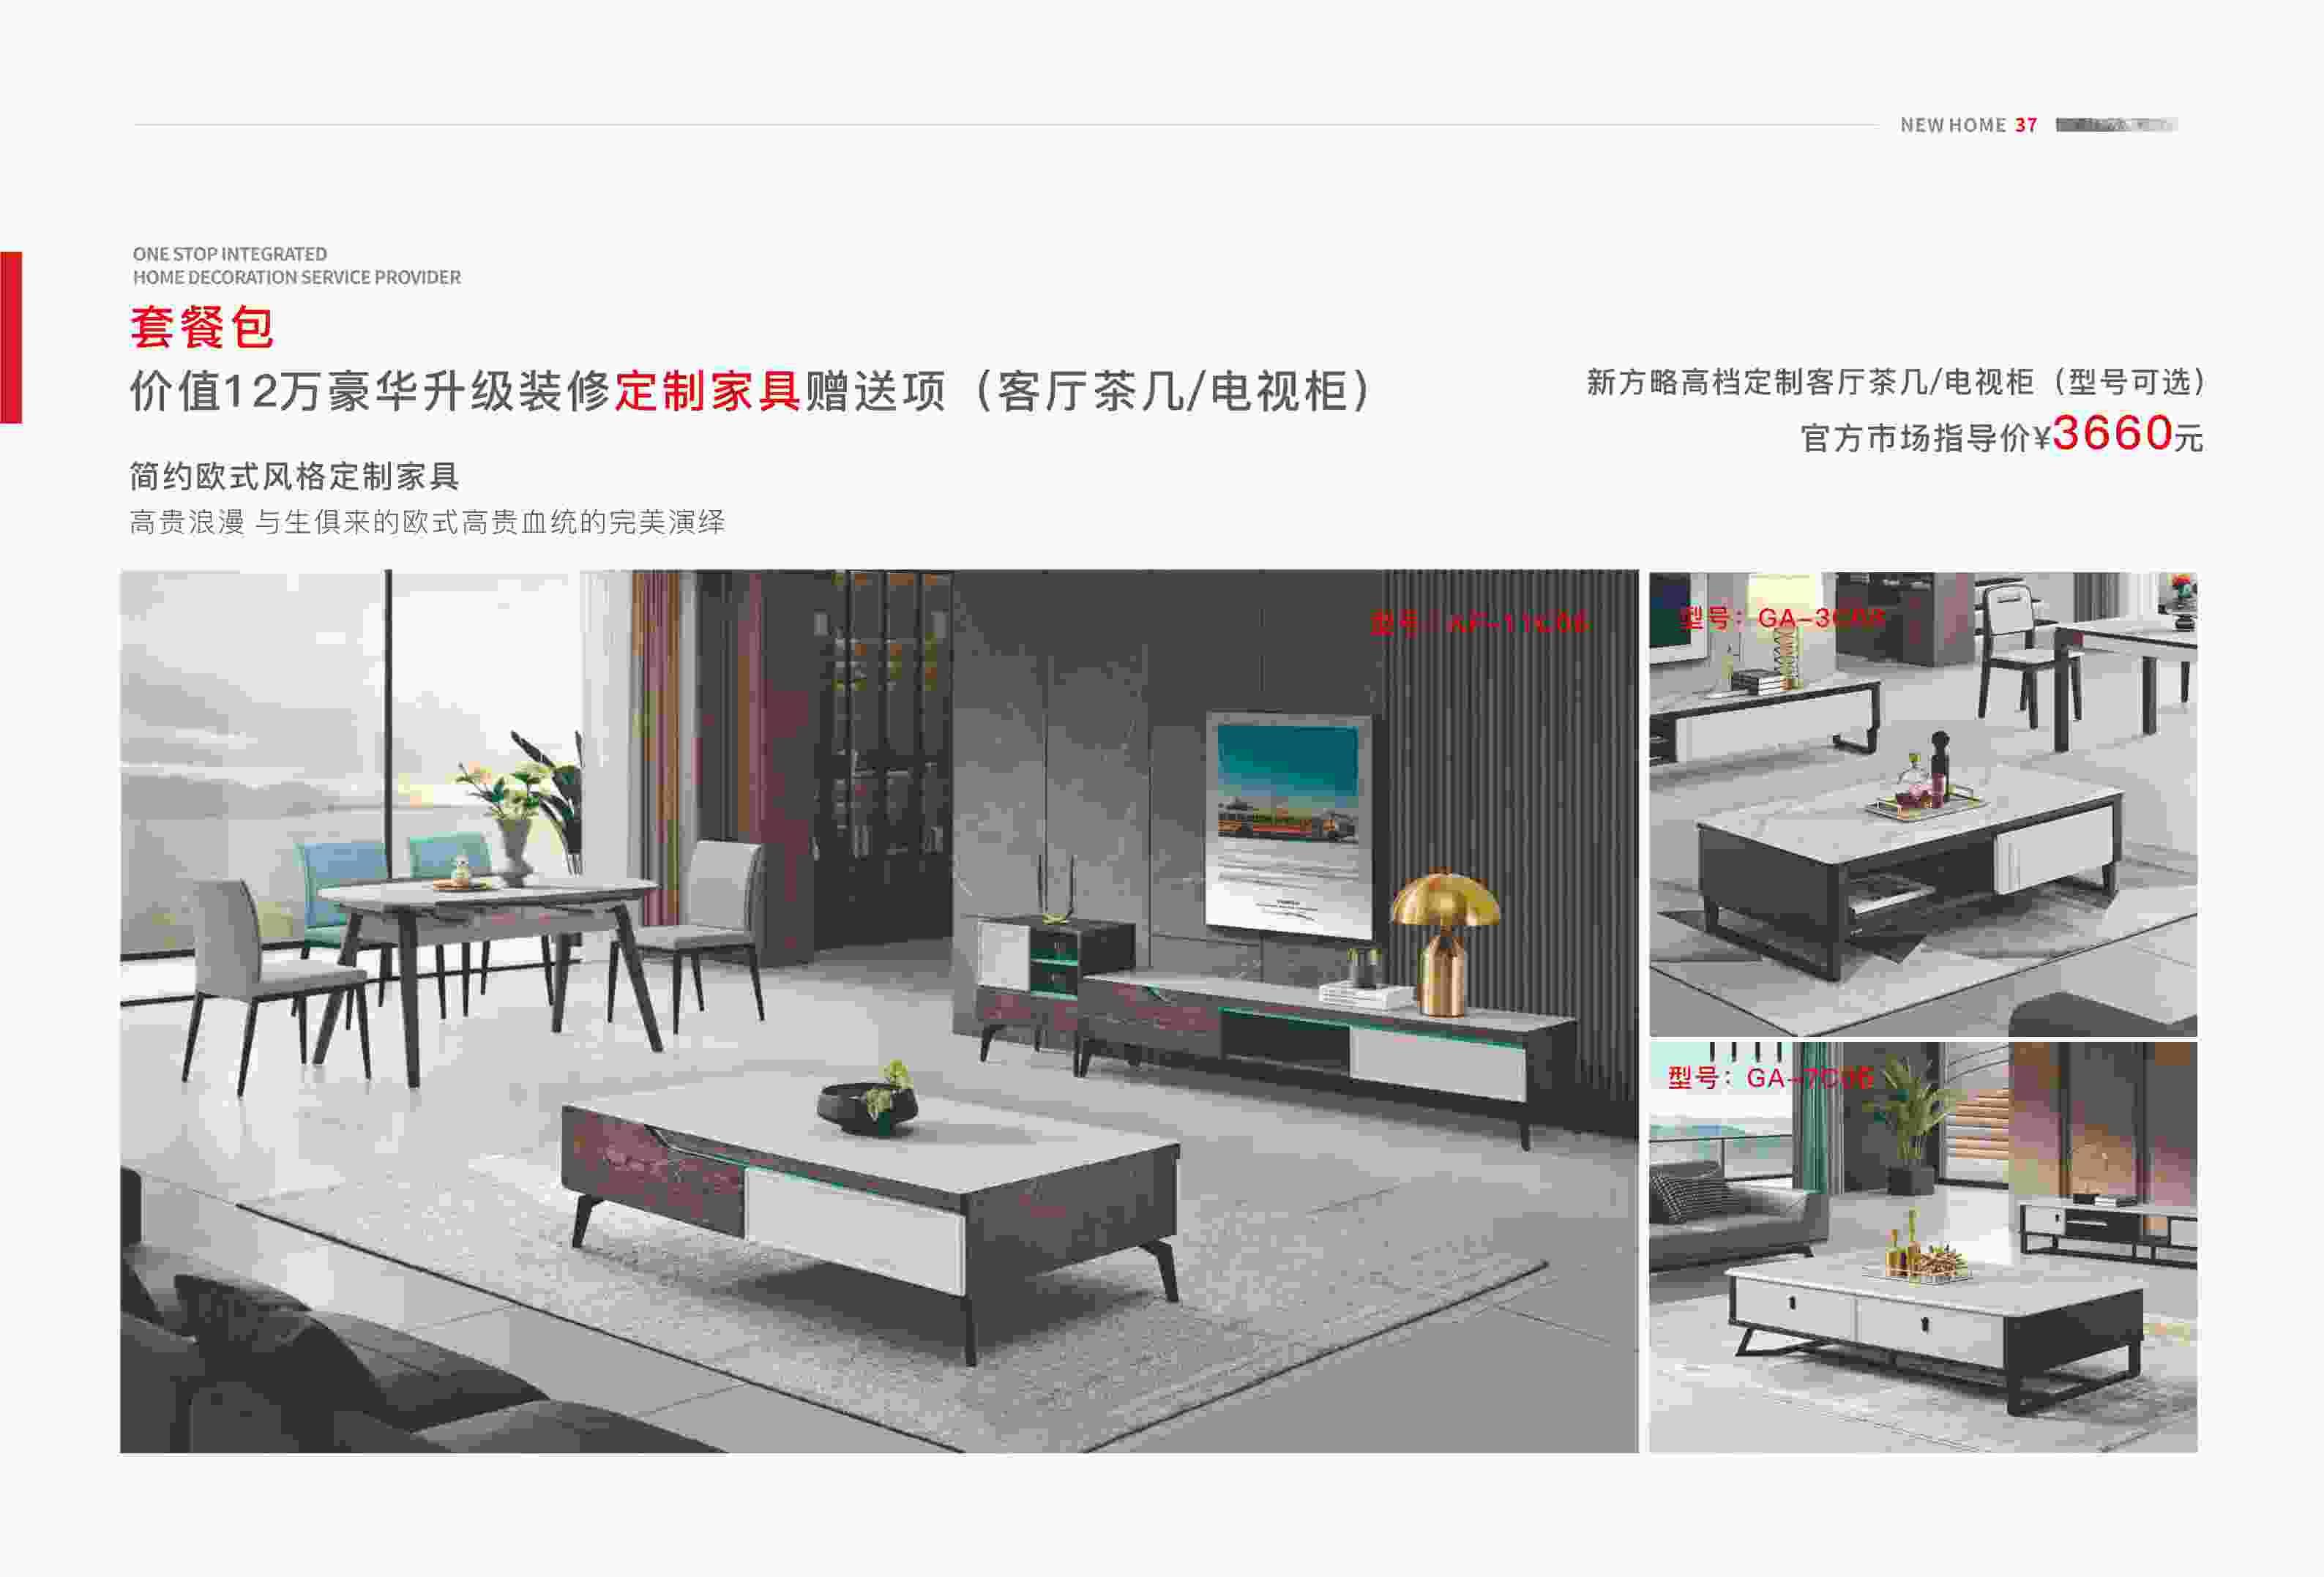 NEW HOME 37
ONE STOP INTEGRATED
HOME DECORATION SERVICE PROVIDER
套餐包
价值12万豪华升级装修定制家具赠送项（客厅茶几/电视柜）
新方略高档定制客厅茶几/电视柜（型号可选）
官方市场指导价¥3660元
简约欧式风格定制家具
高贵浪漫 与生俱来的欧式高贵血统的完美演绎
型号：
型号：
型号：GA-7C06